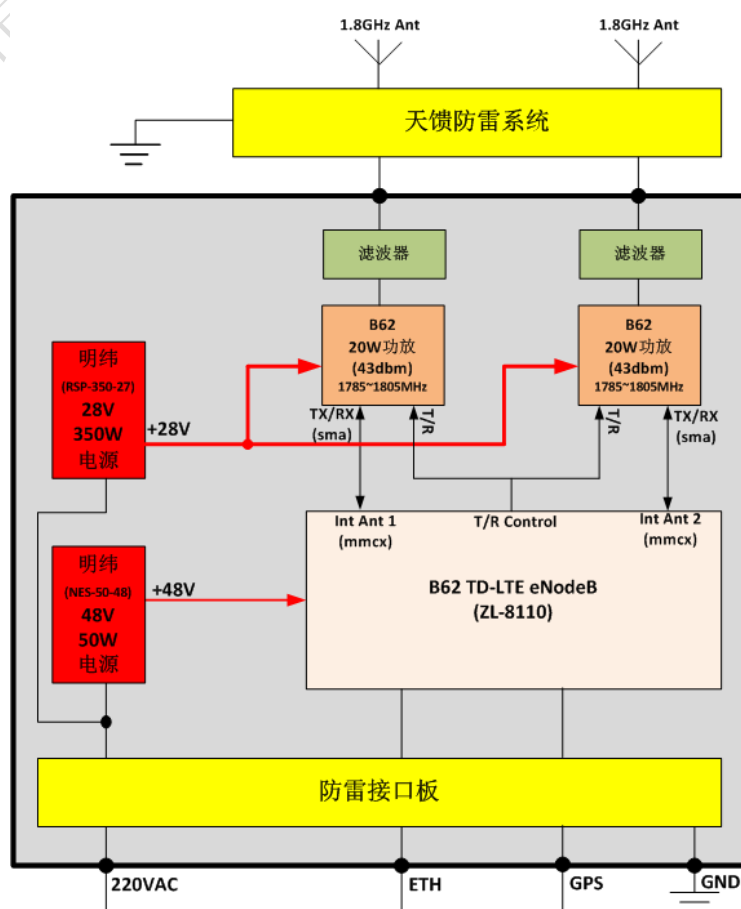 1.8GHz Ant
1.8GHz Ant
天馈防雷系统
滤波器
滤波器
B62
20W功放
(43dbm)
1785~1805MHz
B62
20W功放
(43dbm)
1785~1805MHz
明纬
(RSP-350-27)
28V
350W
电源
+28V
TX/RX
(sma)
T/R
T/R
TX/RX
(sma)
Int Ant 1
(mmcx)
T/R Control
Int Ant 2
(mmcx)
B62 TD-LTE eNodeB
(ZL-8110)
明纬
(NES-50-48)
48V
50W
电源
+48V
防雷接口板
220VAC
ETH
GPS
GND